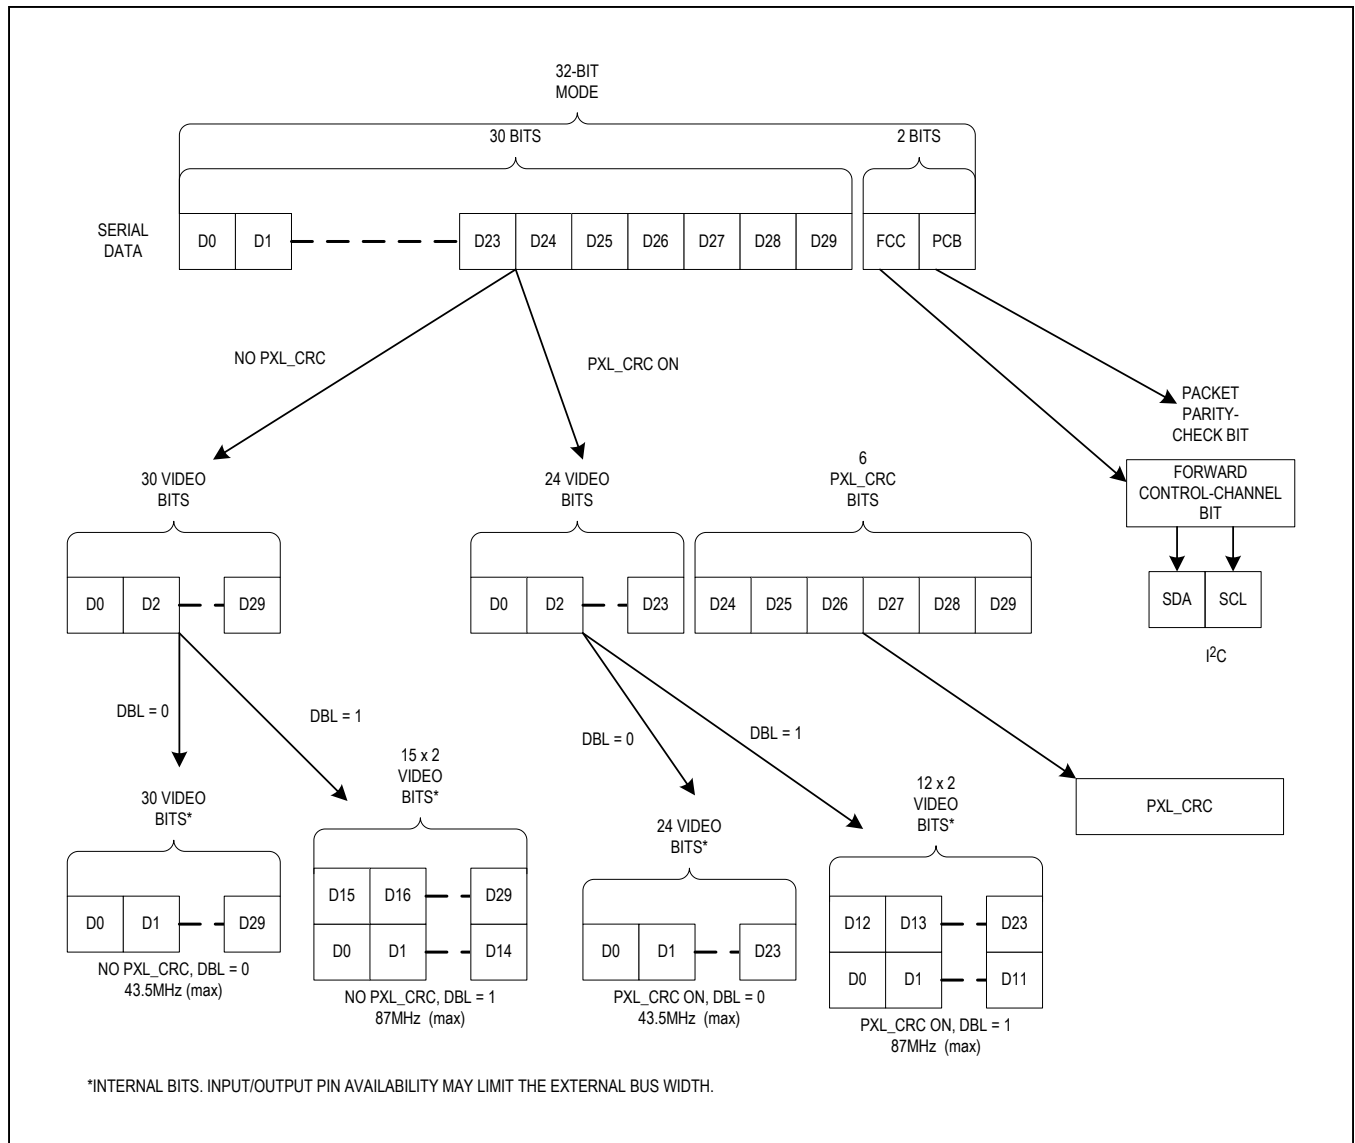 32-BIT
MODE
30 BITS
2 BITS
SERIAL
DATA
D0 D1 D23 D24 D25 D26 D27 D28 D29 FCC PCB
NO PXL_CRC
PXL_CRC ON
PACKET
PARITY-
CHECK BIT
FORWARD
CONTROL-CHANNEL
BIT
SDA SCL
I²C
30 VIDEO
BITS
D0 D2 D29
24 VIDEO
BITS
D0 D2 D23
6
PXL_CRC
BITS
D24 D25 D26 D27 D28 D29
DBL = 0
DBL = 1
DBL = 0
DBL = 1
PXL_CRC
30 VIDEO
BITS*
D0 D1 D29
NO PXL_CRC, DBL = 0
43.5MHz (max)
15 x 2
VIDEO
BITS*
D15 D16 D29
D0 D1 D14
NO PXL_CRC, DBL = 1
87MHz (max)
24 VIDEO
BITS*
D0 D1 D23
PXL_CRC ON, DBL = 0
43.5MHz (max)
12 x 2
VIDEO
BITS*
D12 D13 D23
D0 D1 D11
PXL_CRC ON, DBL = 1
87MHz (max)
*INTERNAL BITS. INPUT/OUTPUT PIN AVAILABILITY MAY LIMIT THE EXTERNAL BUS WIDTH.